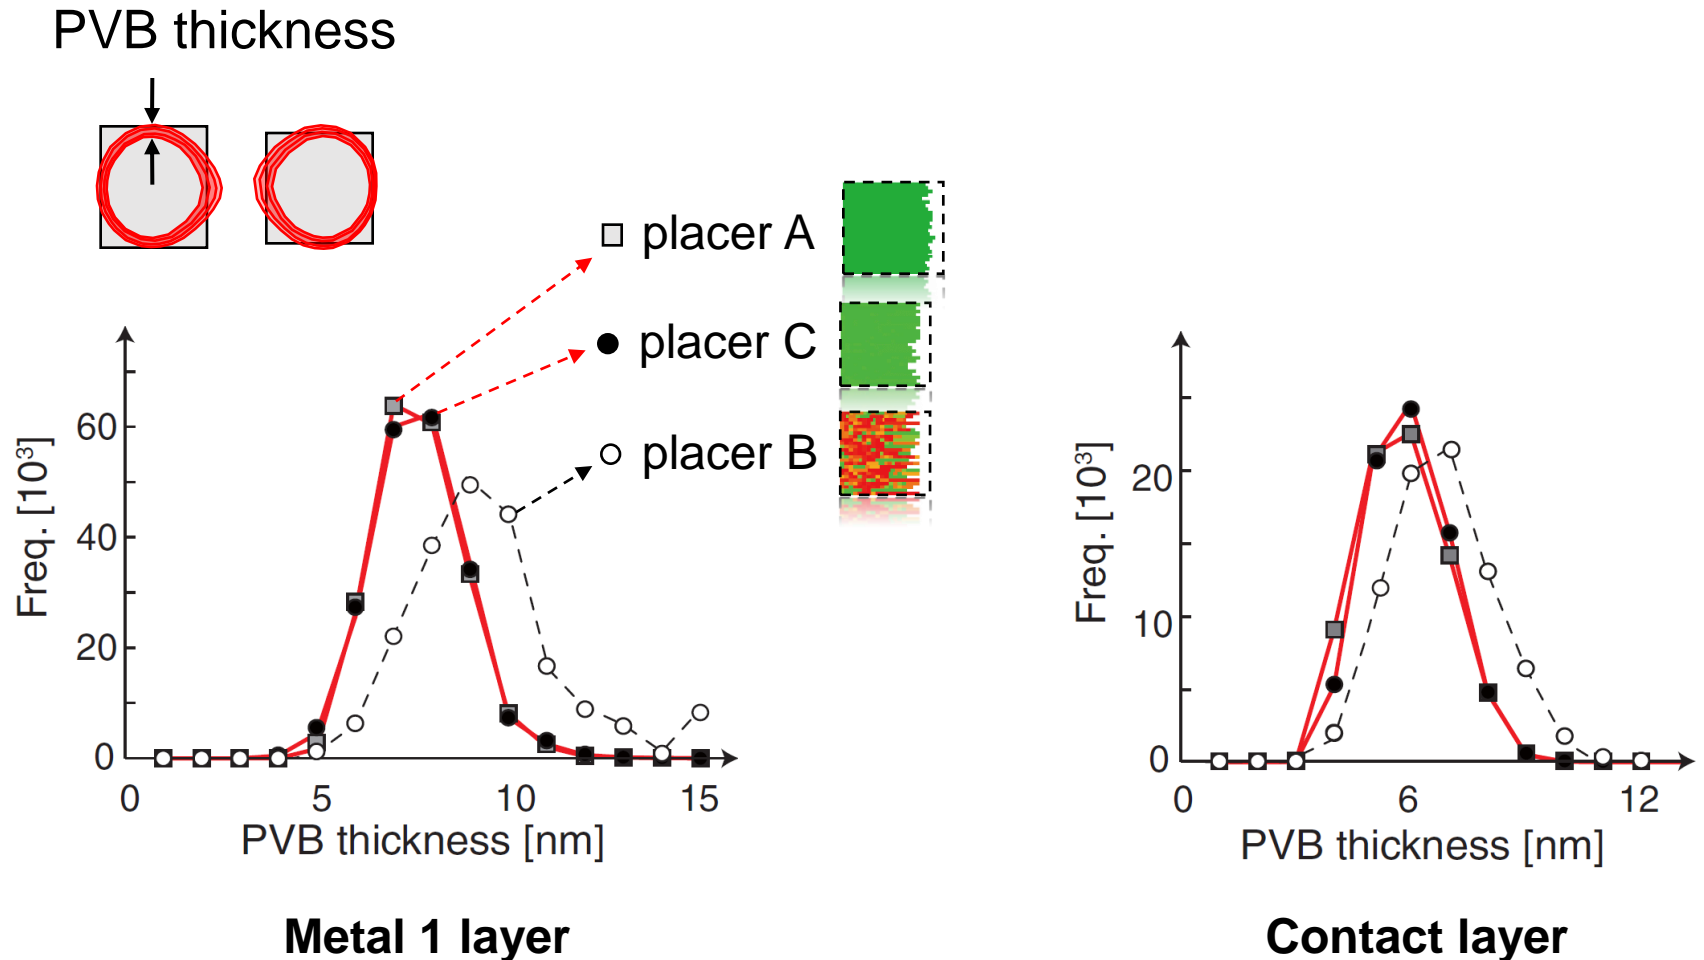 PVB thickness
placer A
placer C
placer B
Freq. [10³]
60
40
20
0
0 5 10 15
PVB thickness [nm]
Metal 1 layer
Freq. [10³]
20
10
0
0 6 12
PVB thickness [nm]
Contact layer